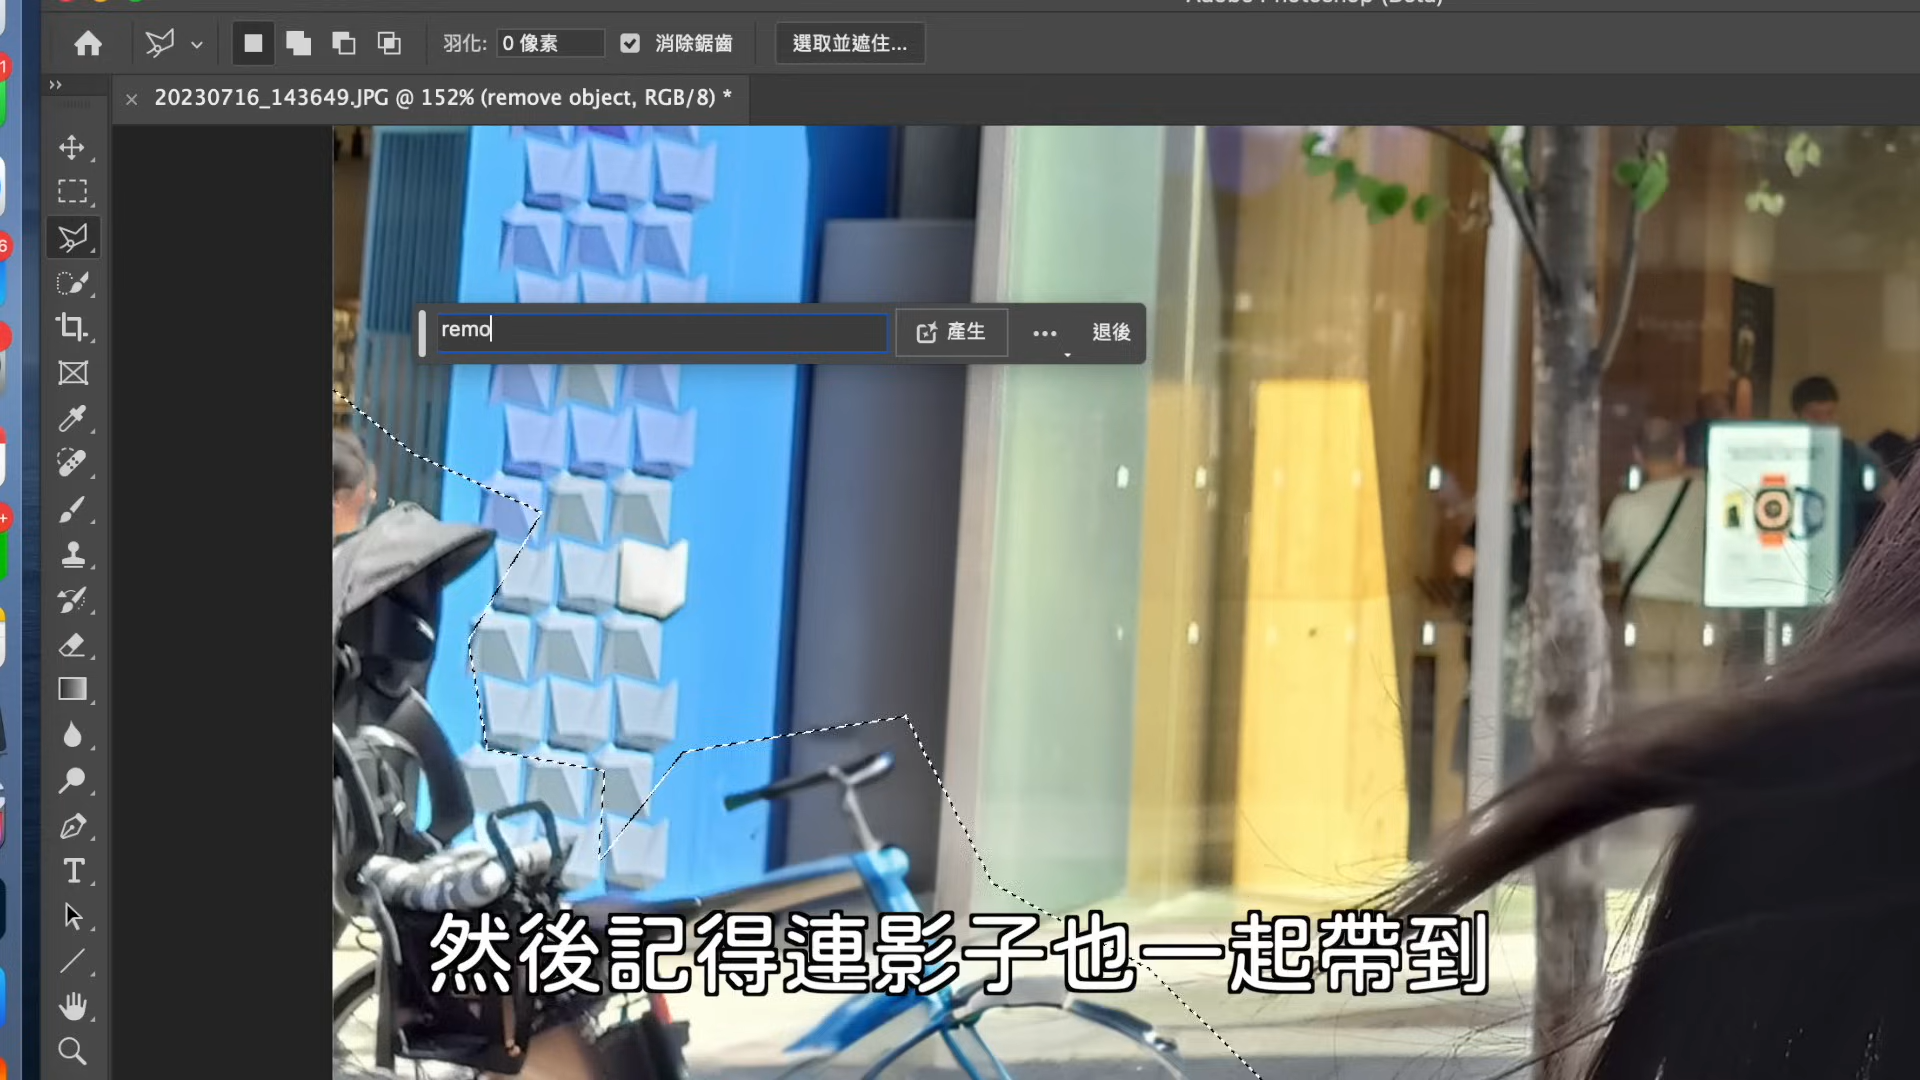 羽化: 0 像素 消除鋸齒 選取並遮住...
20230716_143649.JPG @ 152% (remove object, RGB/8) *
remo 產生 退後
然後記得連影子也一起帶到